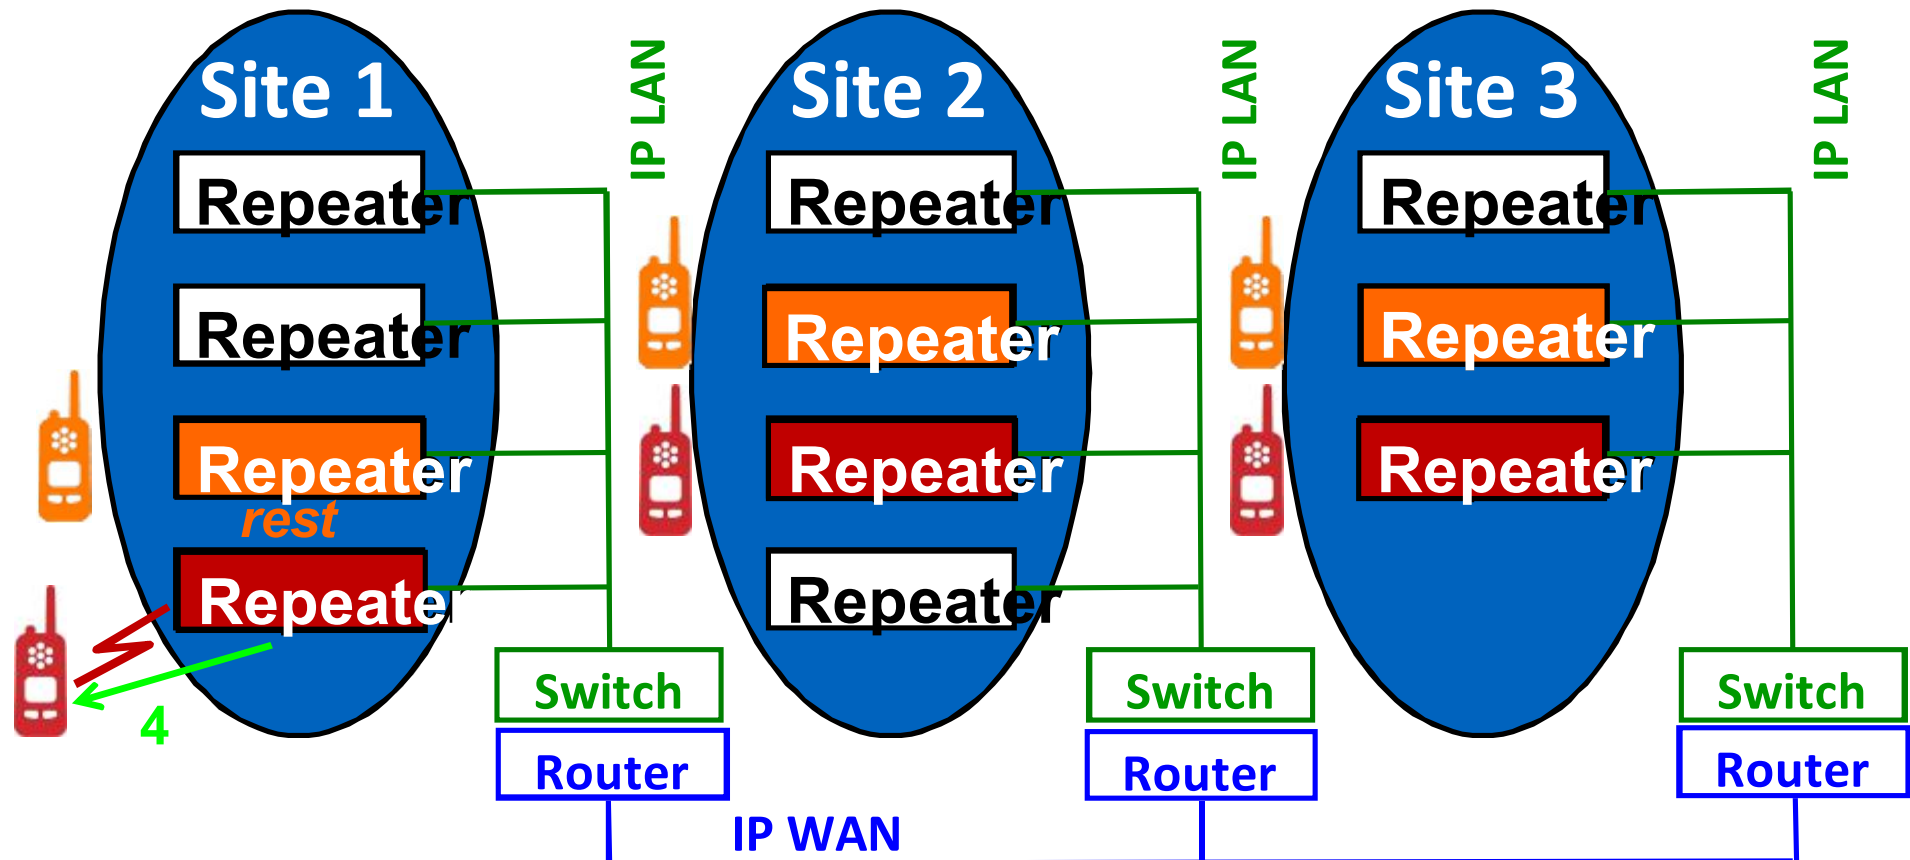 Site 1
IP LAN
Repeater
Repeater
Repeater
rest
Repeater
4
Switch
Router
Site 2
IP LAN
Repeater
Repeater
Repeater
Repeater
Switch
Router
Site 3
IP LAN
Repeater
Repeater
Repeater
Switch
Router
IP WAN